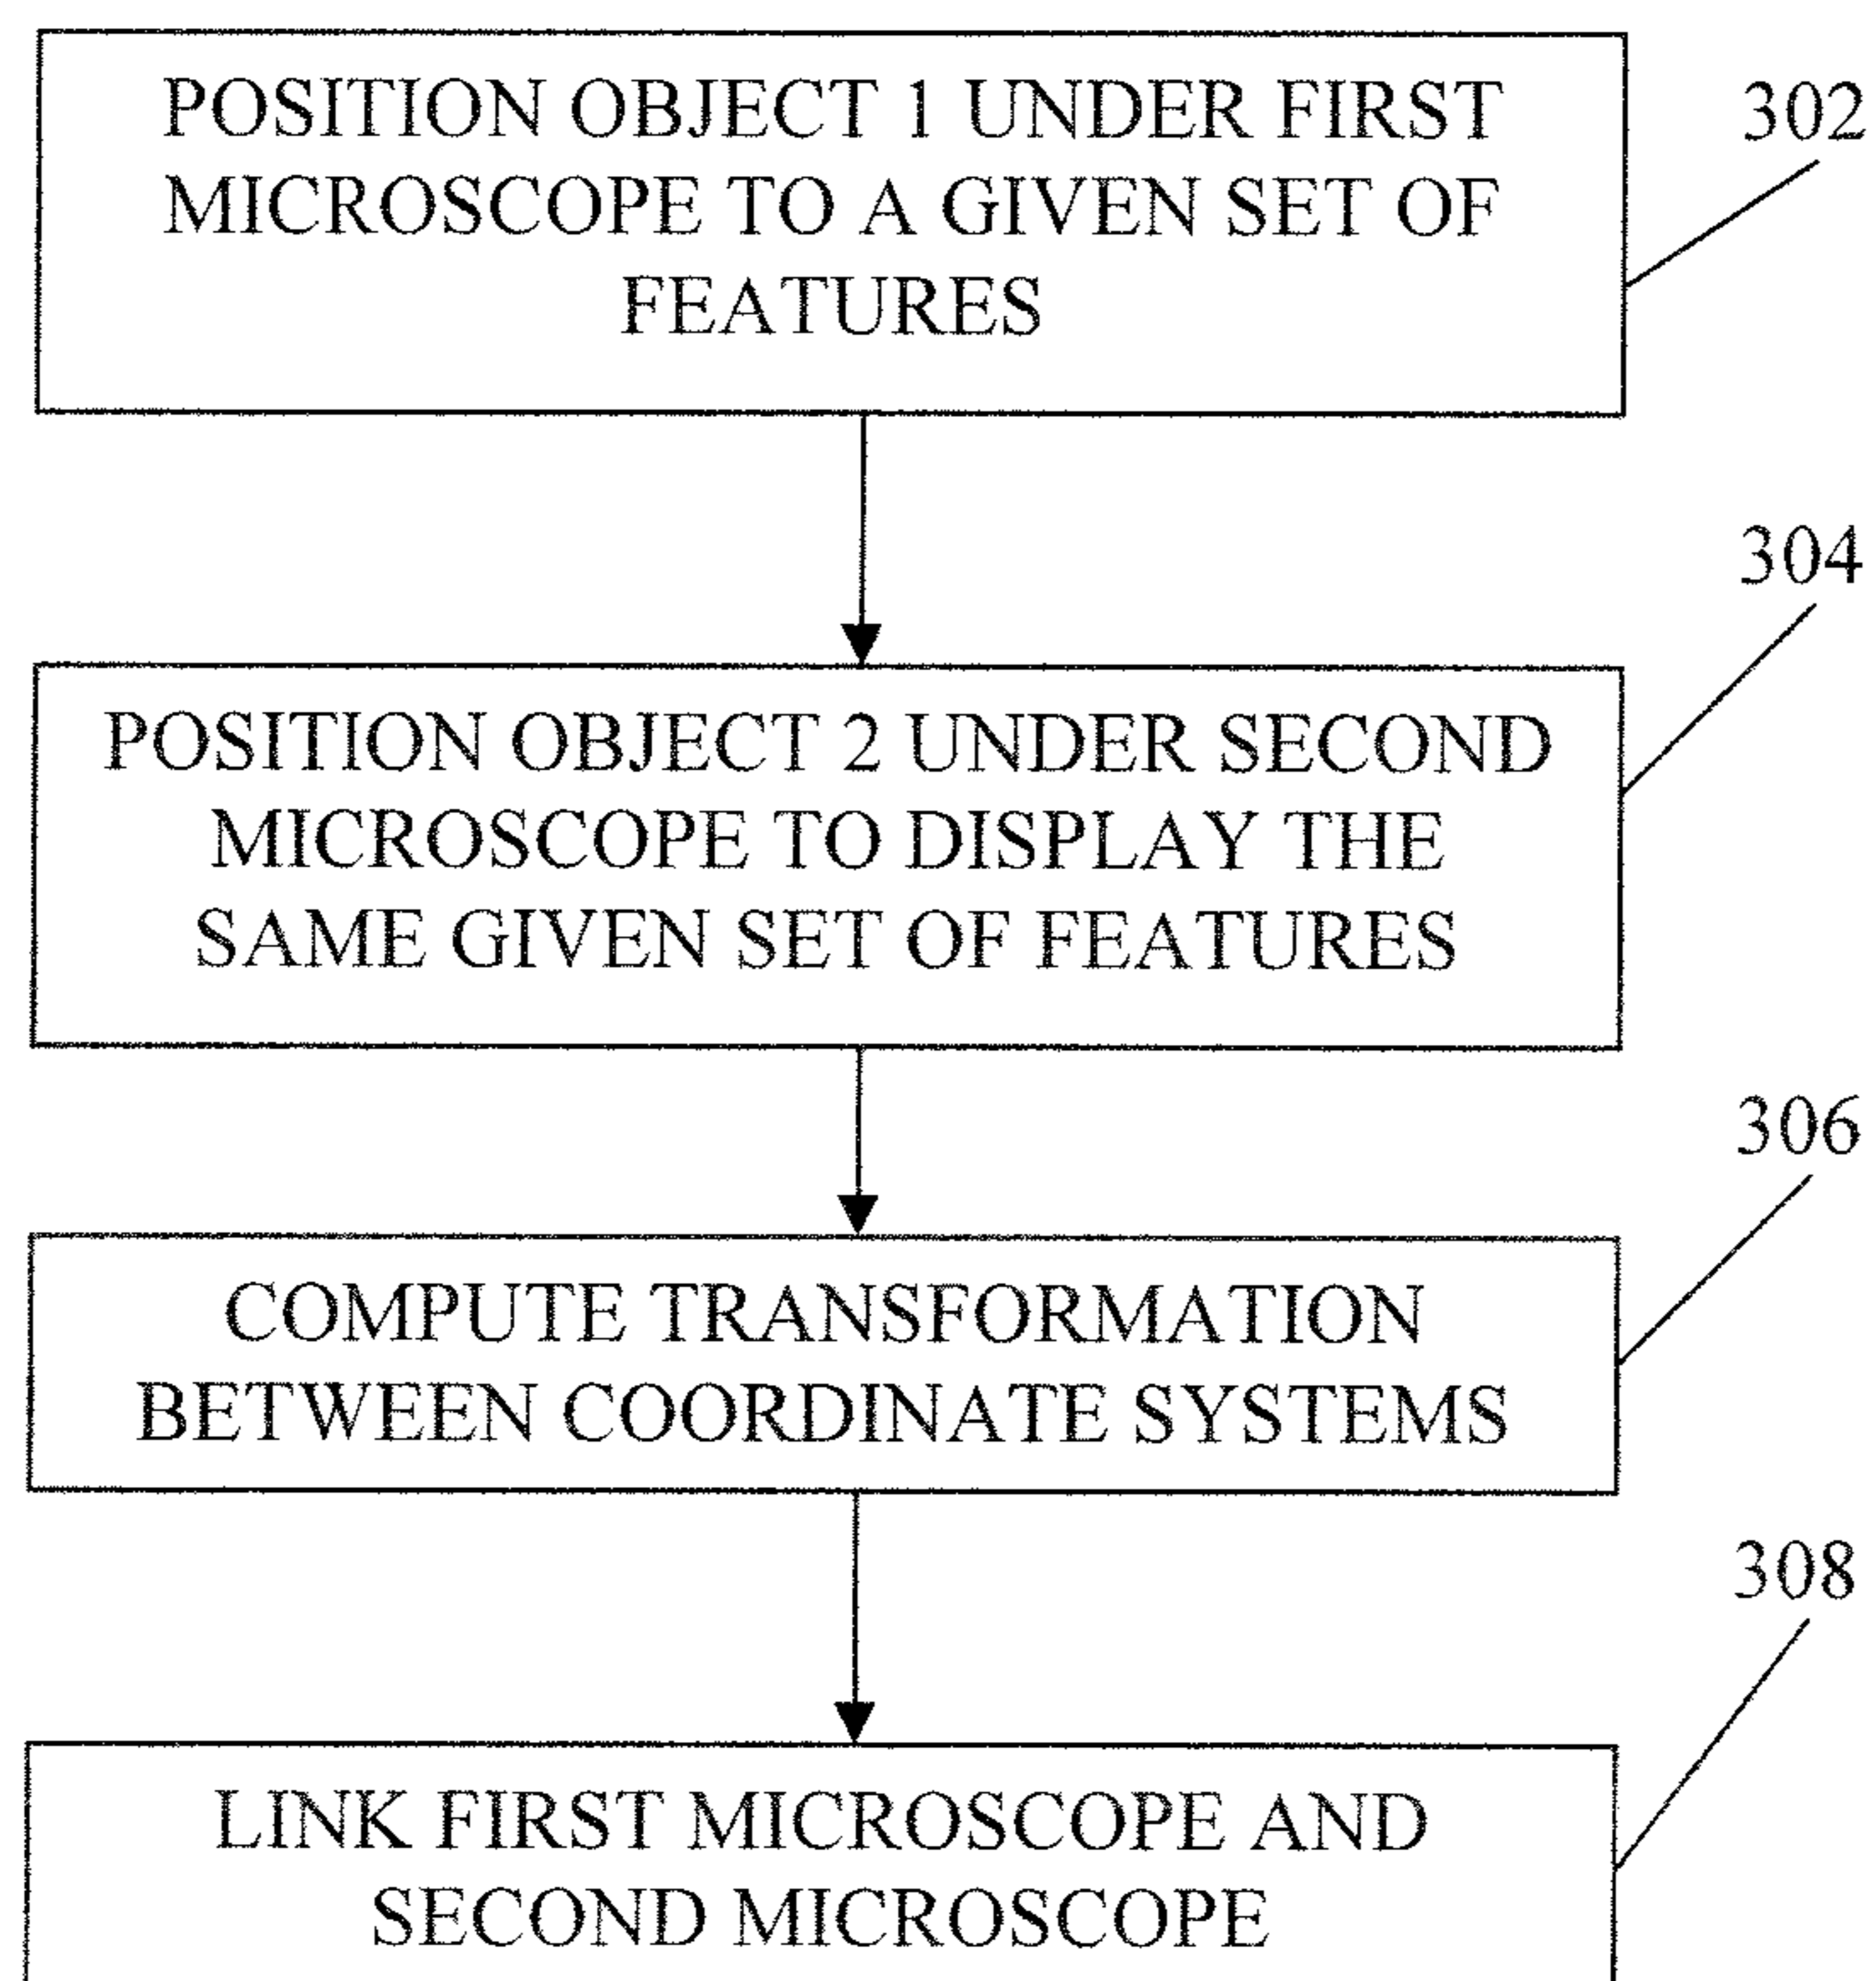 POSITION OBJECT 1 UNDER FIRST
MICROSCOPE TO A GIVEN SET OF
FEATURES
302
POSITION OBJECT 2 UNDER SECOND
MICROSCOPE TO DISPLAY THE
SAME GIVEN SET OF FEATURES
304
COMPUTE TRANSFORMATION
BETWEEN COORDINATE SYSTEMS
306
LINK FIRST MICROSCOPE AND
SECOND MICROSCOPE
308